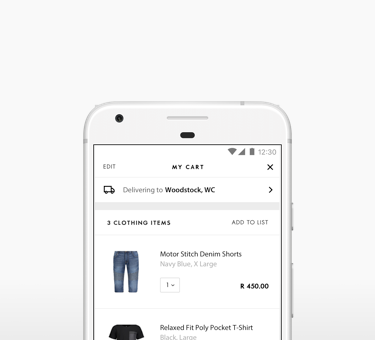 12:30
EDIT
MY CART
Delivering to Woodstock, WC
3 CLOTHING ITEMS
ADD TO LIST
Motor Stitch Denim Shorts
Navy Blue, X Large
1
R 450.00
Relaxed Fit Poly Pocket T-Shirt
Black, Large